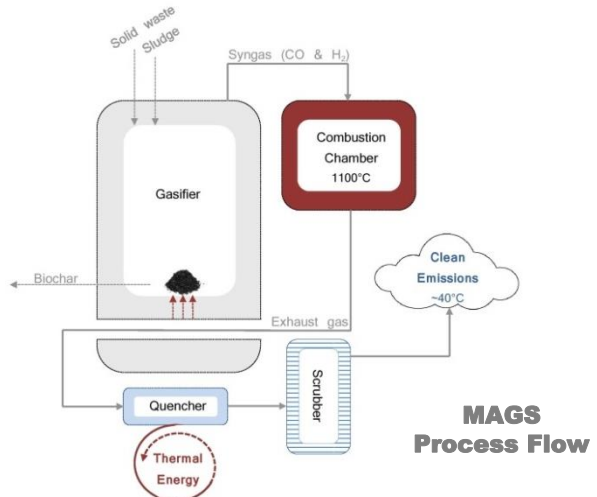 Solid waste
Sludge
Syngas (CO & H₂)
Combustion
Chamber
1100°C
Gasifier
Clean
Emissions
~40°C
Biochar
Exhaust gas
Scrubber
Quencher
MAGS
Process Flow
Thermal
Energy